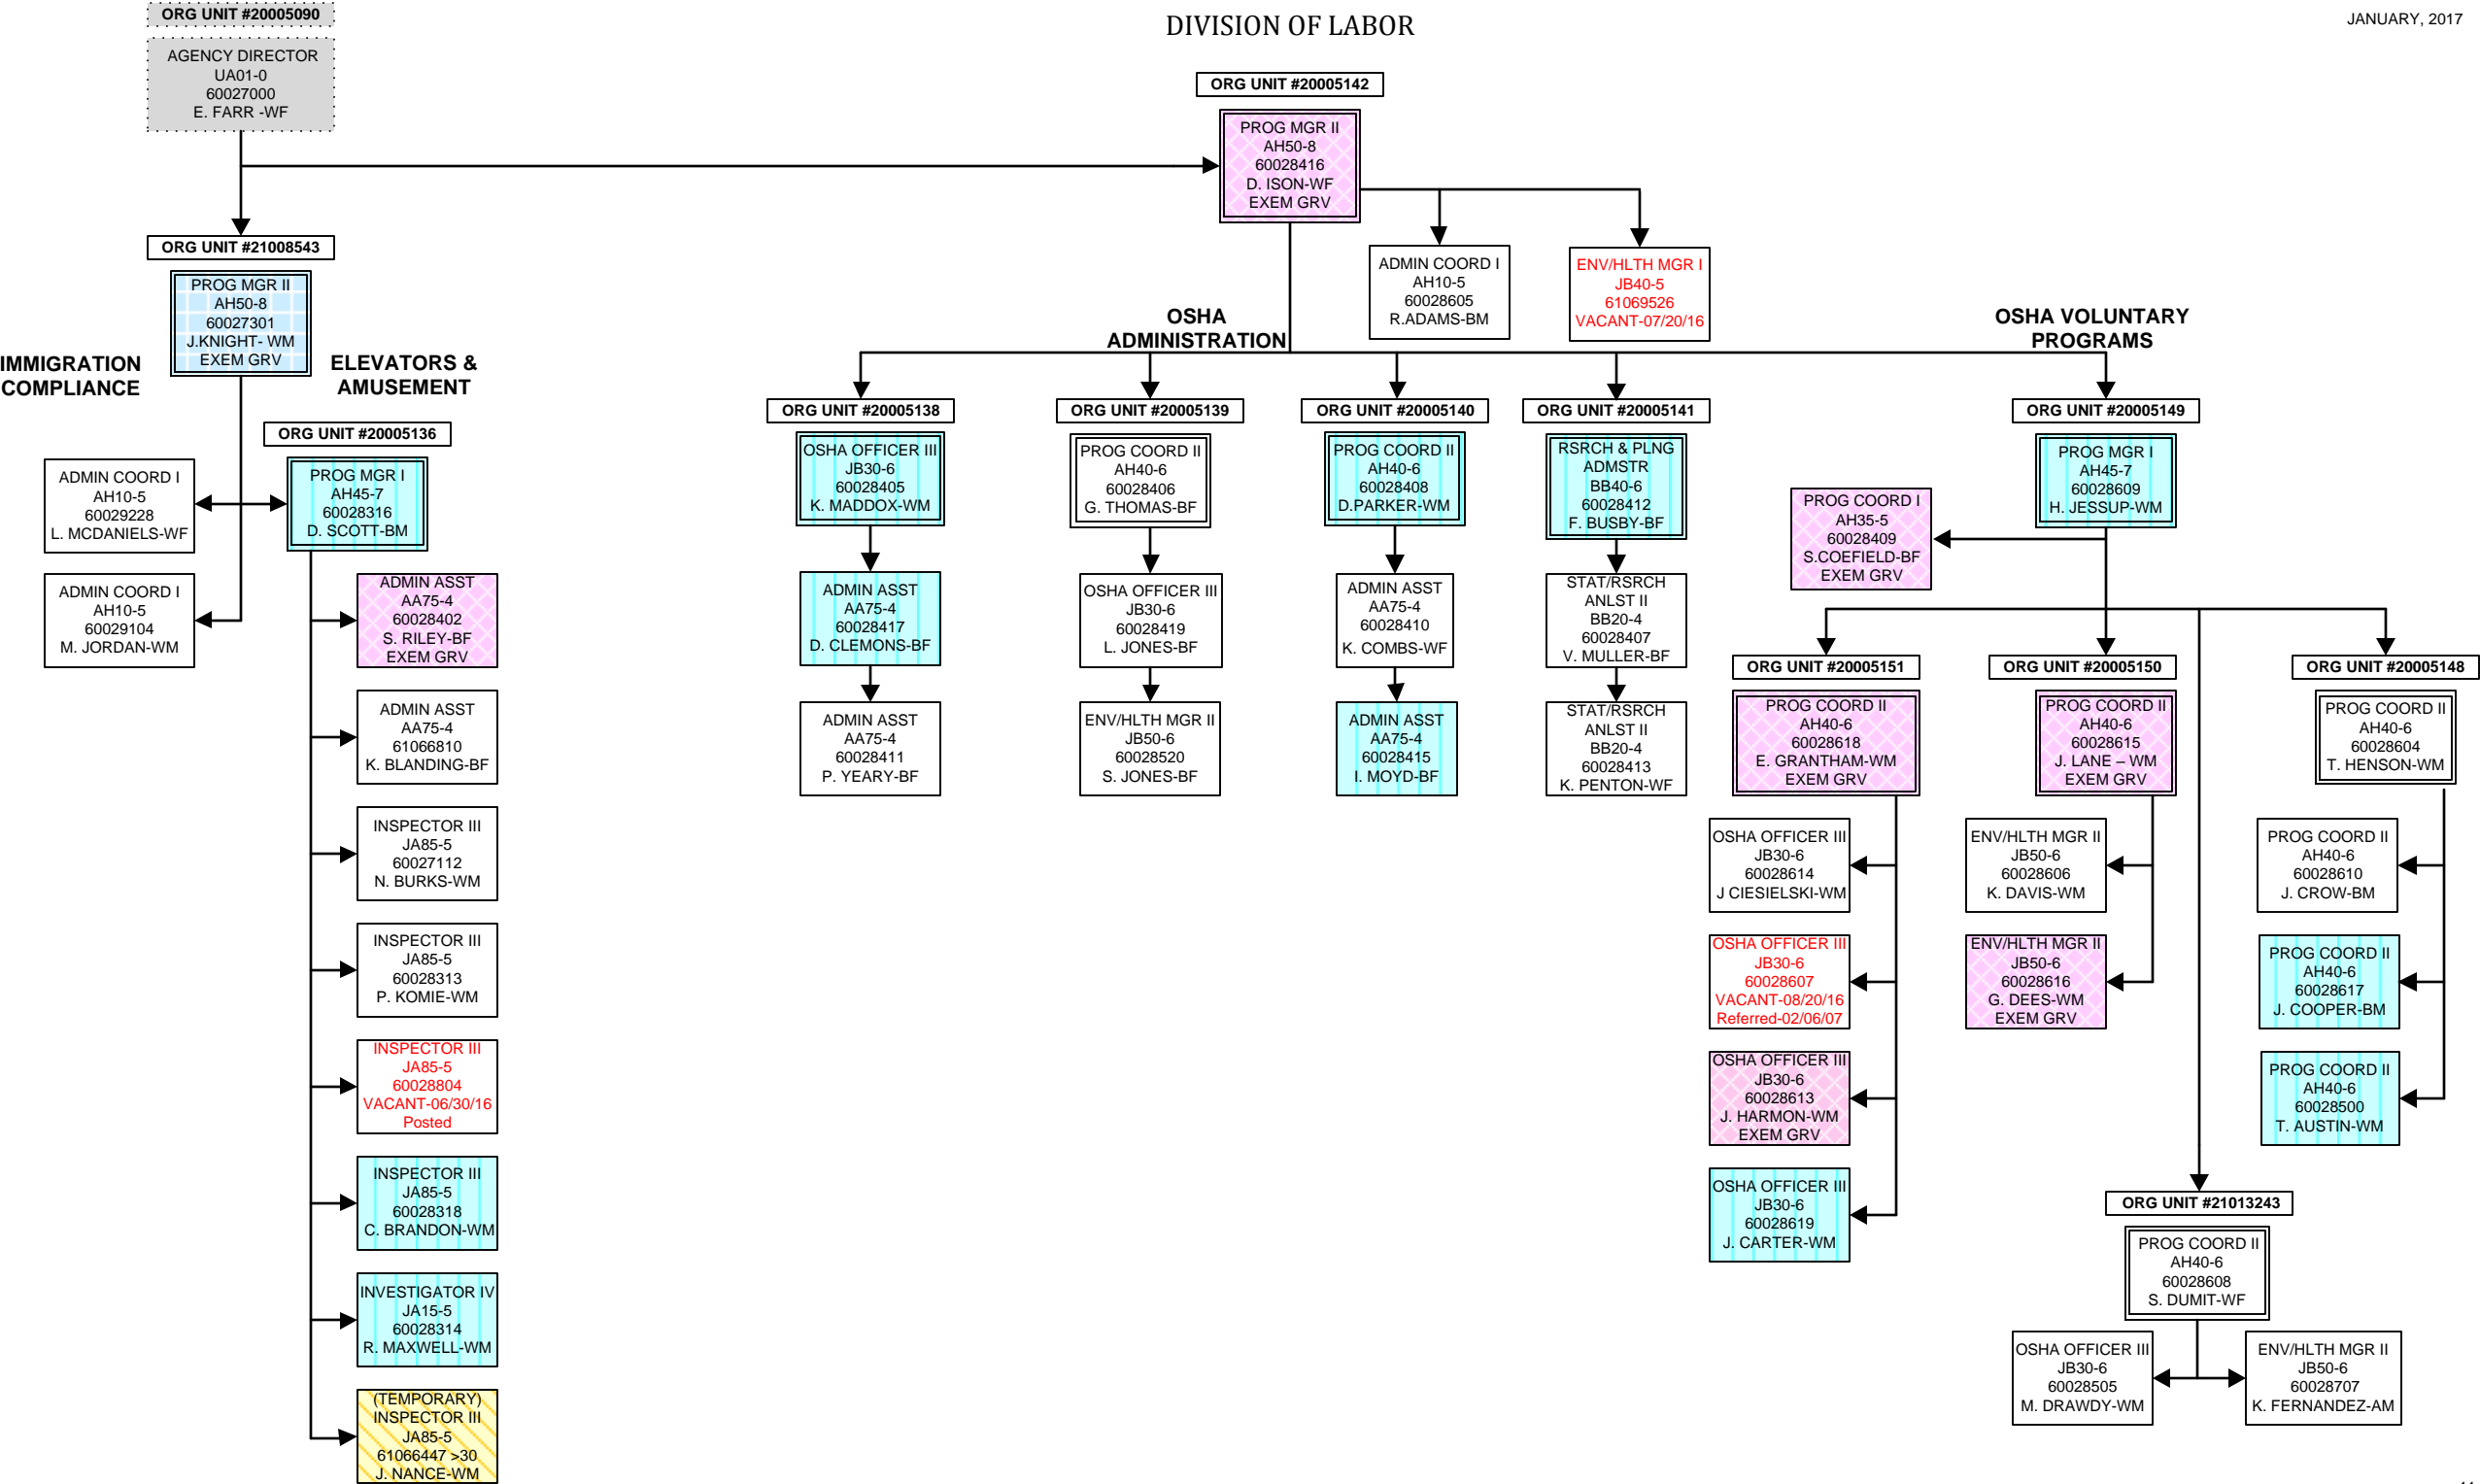 ORG UNIT #20005090
DIVISION OF LABOR
JANUARY, 2017
AGENCY DIRECTOR
UA01-0
60027000
E. FARR -WF
ORG UNIT #20005142
PROG MGR II
AH50-8
60028416
D. ISON-WF
EXEM GRV
ADMIN COORD I
AH10-5
60028605
R.ADAMS-BM
ENV/HLTH MGR I
JB40-5
61069526
VACANT-07/20/16
ORG UNIT #21008543
PROG MGR II
AH50-8
60027301
J.KNIGHT- WM
EXEM GRV
IMMIGRATION
COMPLIANCE
ELEVATORS &
AMUSEMENT
ADMIN COORD I
AH10-5
60029228
L. MCDANIELS-WF
ADMIN COORD I
AH10-5
60029104
M. JORDAN-WM
ORG UNIT #20005136
PROG MGR I
AH45-7
60028316
D. SCOTT-BM
ADMIN ASST
AA75-4
60028402
S. RILEY-BF
EXEM GRV
ADMIN ASST
AA75-4
61066810
K. BLANDING-BF
INSPECTOR III
JA85-5
60027112
N. BURKS-WM
INSPECTOR III
JA85-5
60028313
P. KOMIE-WM
INSPECTOR III
JA85-5
60028804
VACANT-06/30/16
Posted
INSPECTOR III
JA85-5
60028318
C. BRANDON-WM
INVESTIGATOR IV
JA15-5
60028314
R. MAXWELL-WM
(TEMPORARY)
INSPECTOR III
JA85-5
61066447 >30
J. NANCE-WM
OSHA
ADMINISTRATION
ORG UNIT #20005138
OSHA OFFICER III
JB30-6
60028405
K. MADDOX-WM
ADMIN ASST
AA75-4
60028417
D. CLEMONS-BF
ADMIN ASST
AA75-4
60028411
P. YEARY-BF
ORG UNIT #20005139
PROG COORD II
AH40-6
60028406
G. THOMAS-BF
OSHA OFFICER III
JB30-6
60028419
L. JONES-BF
ENV/HLTH MGR II
JB50-6
60028520
S. JONES-BF
ORG UNIT #20005140
PROG COORD II
AH40-6
60028408
D.PARKER-WM
ADMIN ASST
AA75-4
60028410
K. COMBS-WF
ADMIN ASST
AA75-4
60028415
I. MOYD-BF
ORG UNIT #20005141
RSRCH & PLNG
ADMSTR
BB40-6
60028412
F. BUSBY-BF
STAT/RSRCH
ANLST II
BB20-4
60028407
V. MULLER-BF
STAT/RSRCH
ANLST II
BB20-4
60028413
K. PENTON-WF
OSHA VOLUNTARY
PROGRAMS
ORG UNIT #20005149
PROG MGR I
AH45-7
60028609
H. JESSUP-WM
PROG COORD I
AH35-5
60028409
S.COEFIELD-BF
EXEM GRV
ORG UNIT #20005151
PROG COORD II
AH40-6
60028618
E. GRANTHAM-WM
EXEM GRV
OSHA OFFICER III
JB30-6
60028614
J CIESIELSKI-WM
OSHA OFFICER III
JB30-6
60028607
VACANT-08/20/16
Referred-02/06/07
OSHA OFFICER III
JB30-6
60028613
J. HARMON-WM
EXEM GRV
OSHA OFFICER III
JB30-6
60028619
J. CARTER-WM
ORG UNIT #20005150
PROG COORD II
AH40-6
60028615
J. LANE – WM
EXEM GRV
ENV/HLTH MGR II
JB50-6
60028606
K. DAVIS-WM
ENV/HLTH MGR II
JB50-6
60028616
G. DEES-WM
EXEM GRV
ORG UNIT #20005148
PROG COORD II
AH40-6
60028604
T. HENSON-WM
PROG COORD II
AH40-6
60028610
J. CROW-BM
PROG COORD II
AH40-6
60028617
J. COOPER-BM
PROG COORD II
AH40-6
60028500
T. AUSTIN-WM
ORG UNIT #21013243
PROG COORD II
AH40-6
60028608
S. DUMIT-WF
OSHA OFFICER III
JB30-6
60028505
M. DRAWDY-WM
ENV/HLTH MGR II
JB50-6
60028707
K. FERNANDEZ-AM